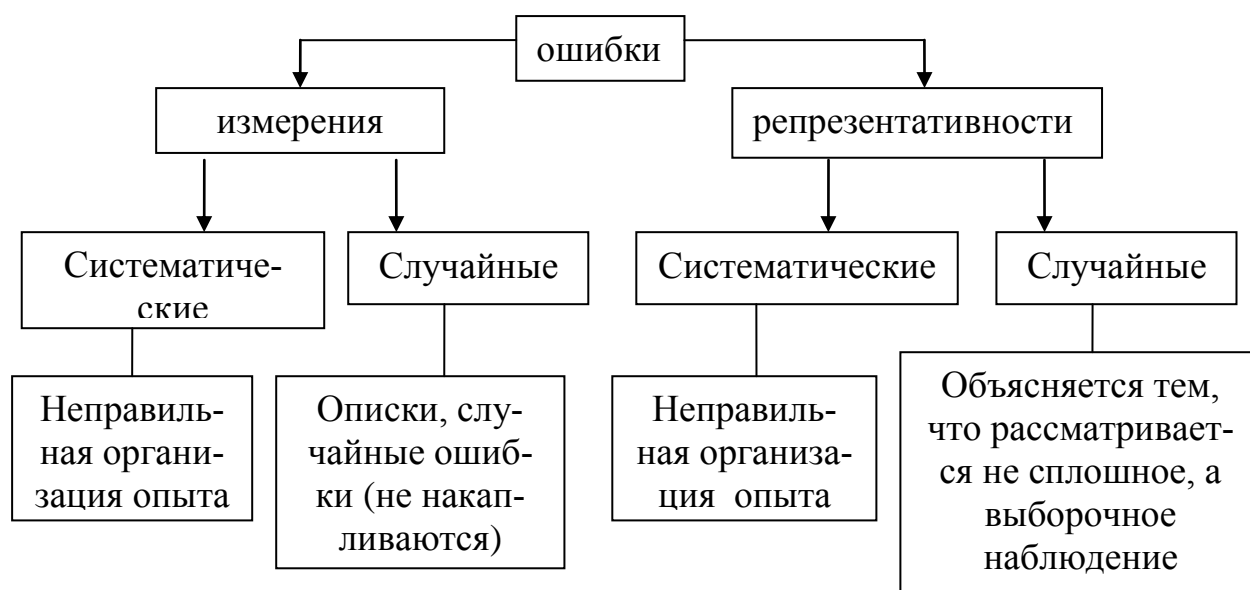 ошибки
измерения
репрезентативности
Систематиче-
ские
Случайные
Систематические
Случайные
Неправиль-
ная органи-
зация опыта
Описки, слу-
чайные ошиб-
ки (не накап-
ливаются)
Неправиль-
ная организа-
ция опыта
Объясняется тем,
что рассматривает-
ся не сплошное, а
выборочное
наблюдение